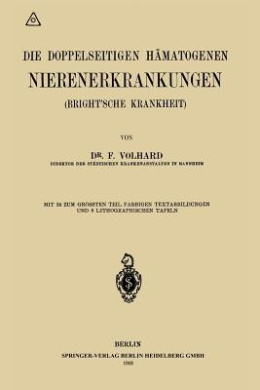 DIE DOPPELSEITIGEN HÄMATOGENEN
NIERENERKRANKUNGEN
(BRIGHT'SCHE KRANKHEIT)
VON
DR. F. VOLHARD
DIREKTOR DER STÄDTISCHEN KRANKENANSTALTEN IN MANNHEIM
MIT 24 ZUM GRÖSSTEN TEIL FARBIGEN TEXTABBILDUNGEN
UND 8 LITHOGRAPHISCHEN TAFELN
BERLIN
SPRINGER-VERLAG BERLIN HEIDELBERG GMBH
1918